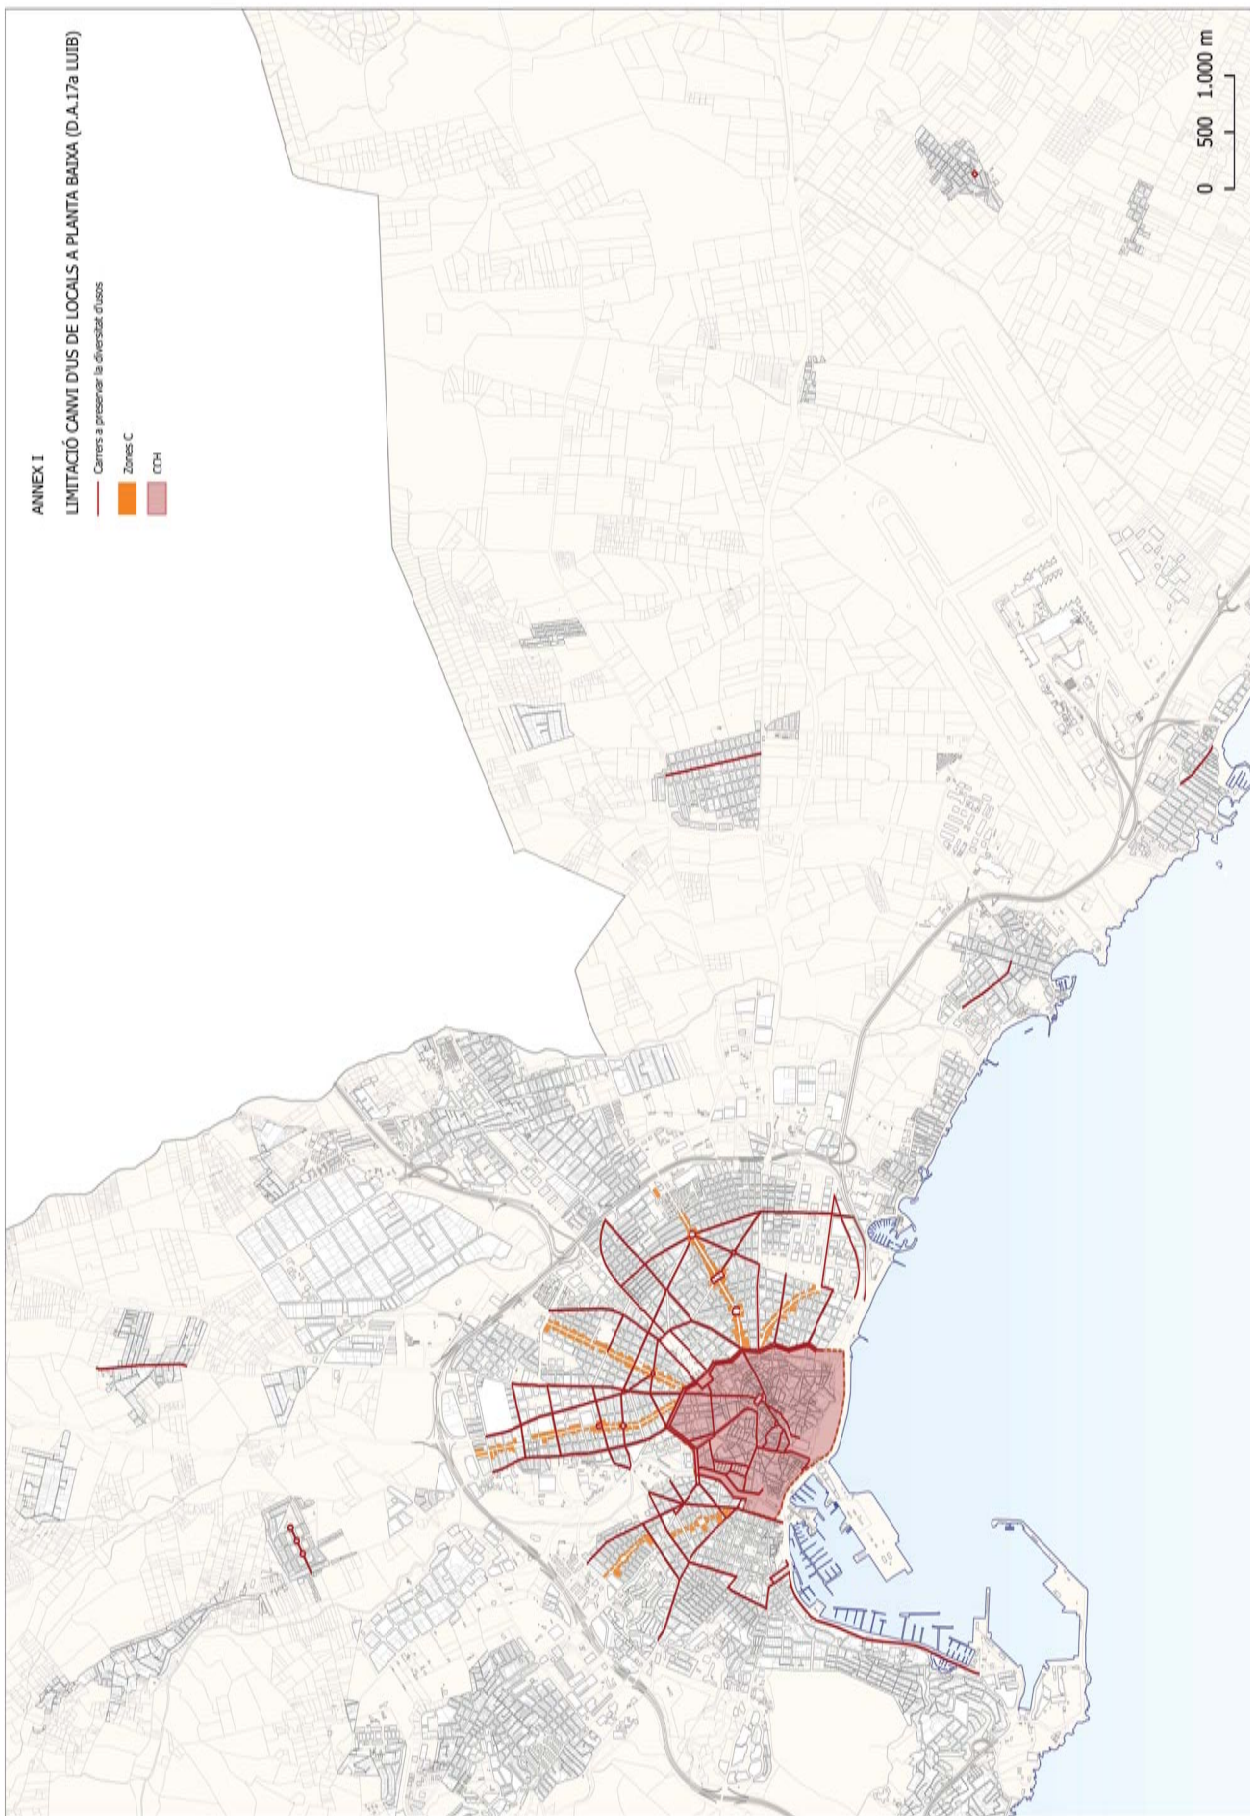 ANNEX I
LIMITACIÓ CANVI D'US DE LOCALS A PLANTA BAIXA (D.A.17a LUIB)
Carrers a preservar la diversitat d'usos
Zones C
CCH
0 500 1.000 m